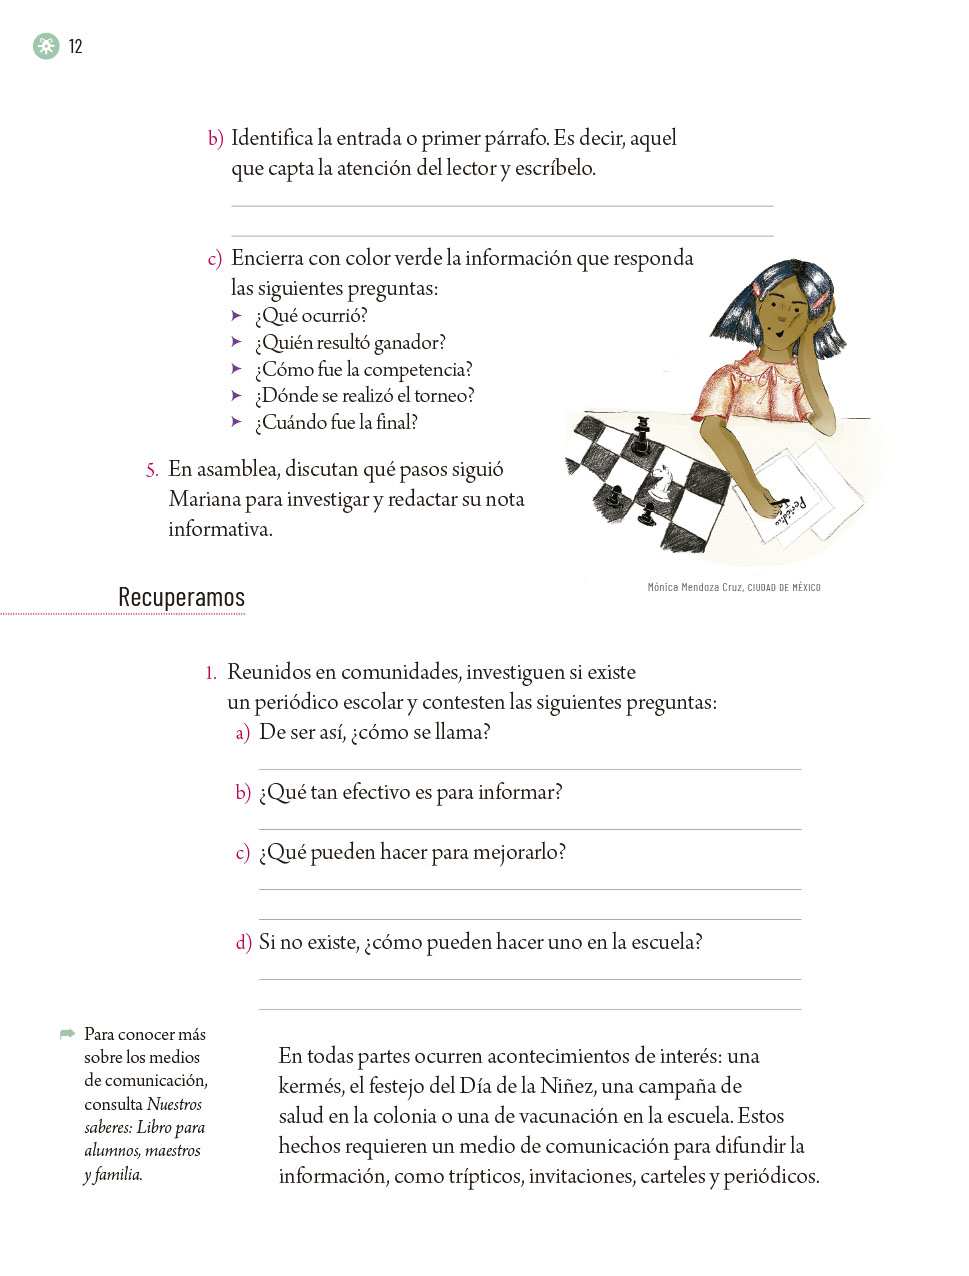 12
b) Identifica la entrada o primer párrafo. Es decir, aquel
que capta la atención del lector y escríbelo.
c) Encierra con color verde la información que responda
las siguientes preguntas:
➤ ¿Qué ocurrió?
➤ ¿Quién resultó ganador?
➤ ¿Cómo fue la competencia?
➤ ¿Dónde se realizó el torneo?
➤ ¿Cuándo fue la final?
5. En asamblea, discutan qué pasos siguió
Mariana para investigar y redactar su nota
informativa.
Periódico
Mónica Mendoza Cruz, CIUDAD DE MÉXICO
Recuperamos
1. Reunidos en comunidades, investiguen si existe
un periódico escolar y contesten las siguientes preguntas:
a) De ser así, ¿cómo se llama?
b) ¿Qué tan efectivo es para informar?
c) ¿Qué pueden hacer para mejorarlo?
d) Si no existe, ¿cómo pueden hacer uno en la escuela?
Para conocer más
sobre los medios
de comunicación,
consulta Nuestros
saberes: Libro para
alumnos, maestros
y familia.
En todas partes ocurren acontecimientos de interés: una
kermés, el festejo del Día de la Niñez, una campaña de
salud en la colonia o una de vacunación en la escuela. Estos
hechos requieren un medio de comunicación para difundir la
información, como trípticos, invitaciones, carteles y periódicos.